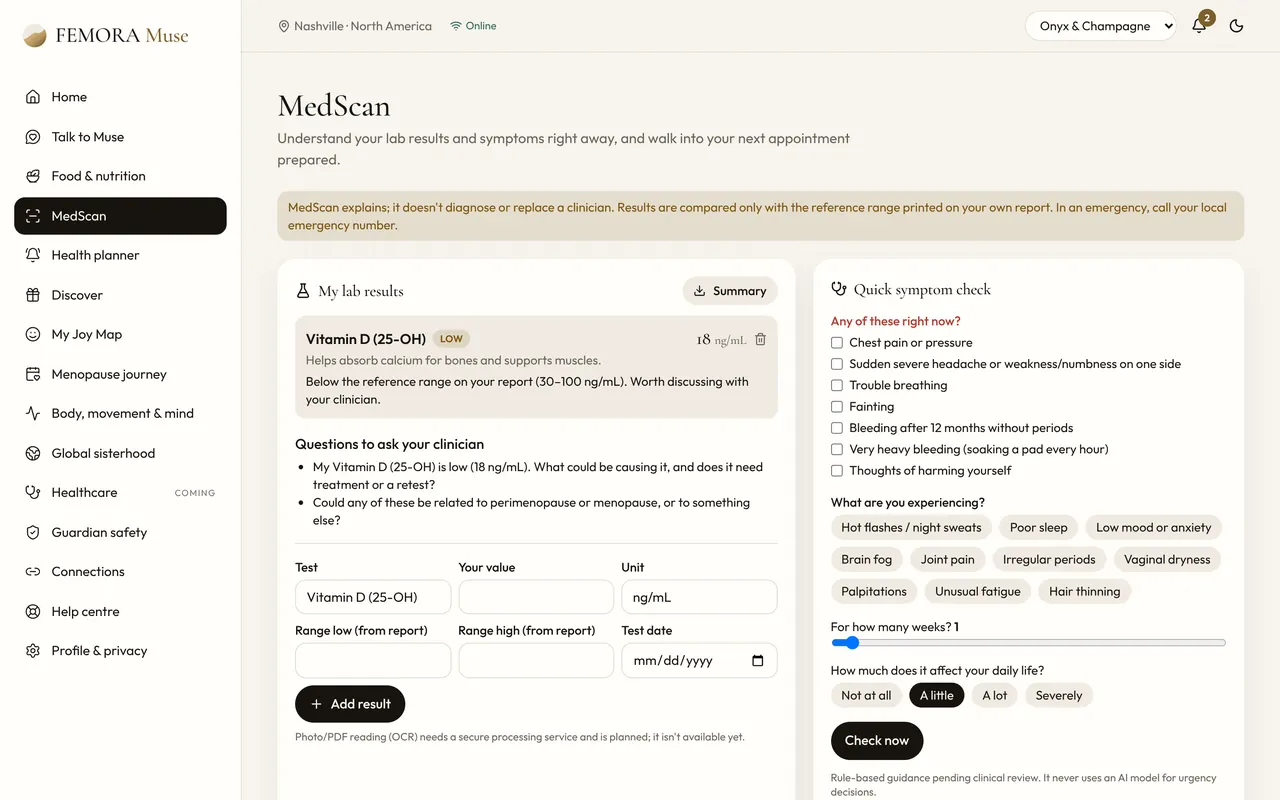 FEMORA Muse
Home
Talk to Muse
Food & nutrition
MedScan
Health planner
Discover
My Joy Map
Menopause journey
Body, movement & mind
Global sisterhood
Healthcare COMING
Guardian safety
Connections
Help centre
Profile & privacy
Nashville · North America Online Onyx & Champagne 2
MedScan
Understand your lab results and symptoms right away, and walk into your next appointment
prepared.
MedScan explains; it doesn't diagnose or replace a clinician. Results are compared only with the reference range printed on your own report. In an emergency, call your local
emergency number.
My lab results Summary
Vitamin D (25-OH) LOW 18 ng/mL
Helps absorb calcium for bones and supports muscles.
Below the reference range on your report (30–100 ng/mL). Worth discussing with
your clinician.
Questions to ask your clinician
• My Vitamin D (25-OH) is low (18 ng/mL). What could be causing it, and does it need
treatment or a retest?
• Could any of these be related to perimenopause or menopause, or to something
else?
Test Your value Unit
Vitamin D (25-OH) ng/mL
Range low (from report) Range high (from report) Test date
mm/dd/yyyy
+ Add result
Photo/PDF reading (OCR) needs a secure processing service and is planned; it isn't available yet.
Quick symptom check
Any of these right now?
Chest pain or pressure
Sudden severe headache or weakness/numbness on one side
Trouble breathing
Fainting
Bleeding after 12 months without periods
Very heavy bleeding (soaking a pad every hour)
Thoughts of harming yourself
What are you experiencing?
Hot flashes / night sweats Poor sleep Low mood or anxiety
Brain fog Joint pain Irregular periods Vaginal dryness
Palpitations Unusual fatigue Hair thinning
For how many weeks? 1
How much does it affect your daily life?
Not at all A little A lot Severely
Check now
Rule-based guidance pending clinical review. It never uses an AI model for urgency
decisions.